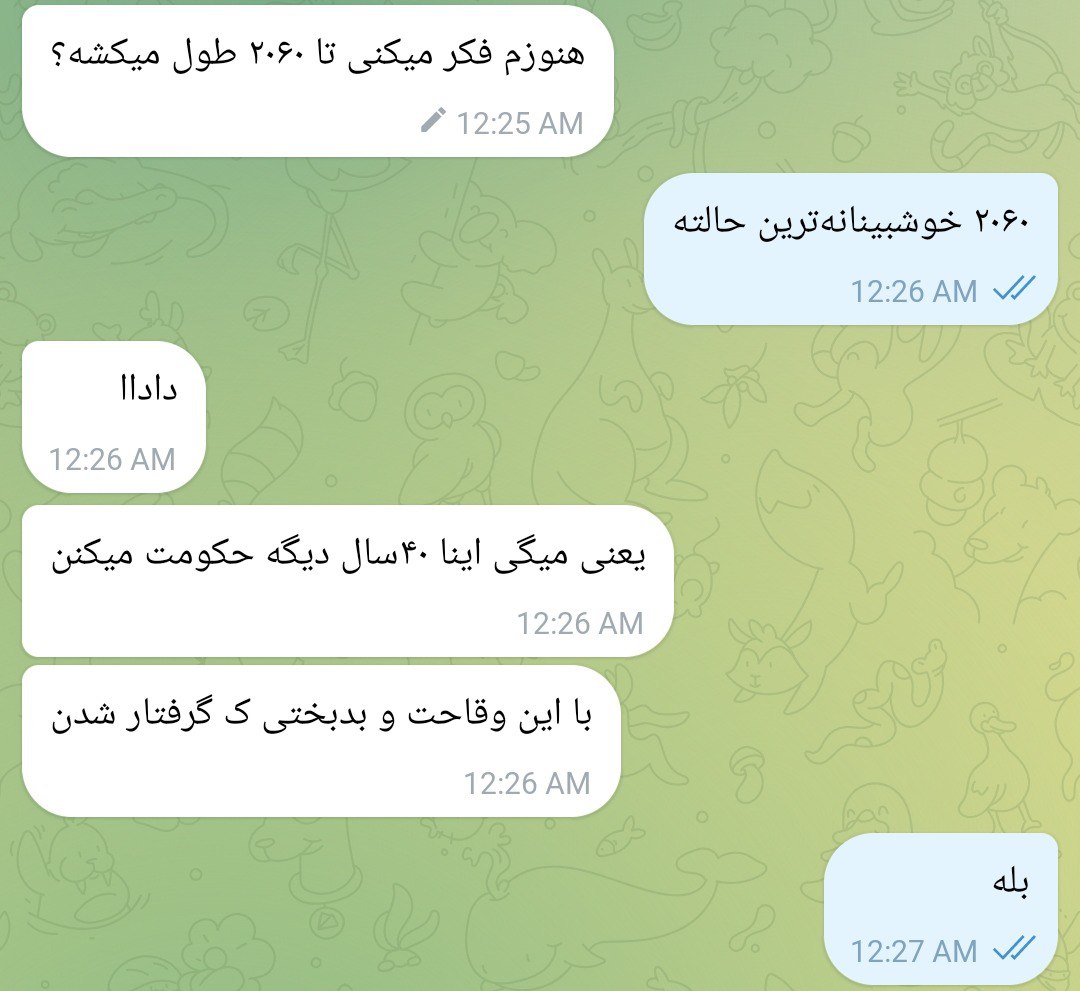 هنوزم فکر میکنی تا ۲۰۶۰ طول میکشه؟
12:25 AM
۲۰۶۰ خوشبینانه‌ترین حالته
12:26 AM
داداا
12:26 AM
یعنی میگی اینا ۴۰سال دیگه حکومت میکنن
12:26 AM
با این وقاحت و بدبختی ک گرفتار شدن
12:26 AM
بله
12:27 AM